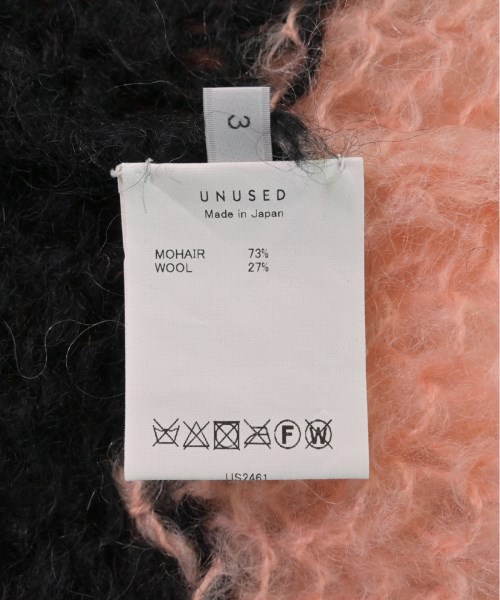 3
UNUSED
Made in Japan
MOHAIR 73%
WOOL 27%
F W
US2461